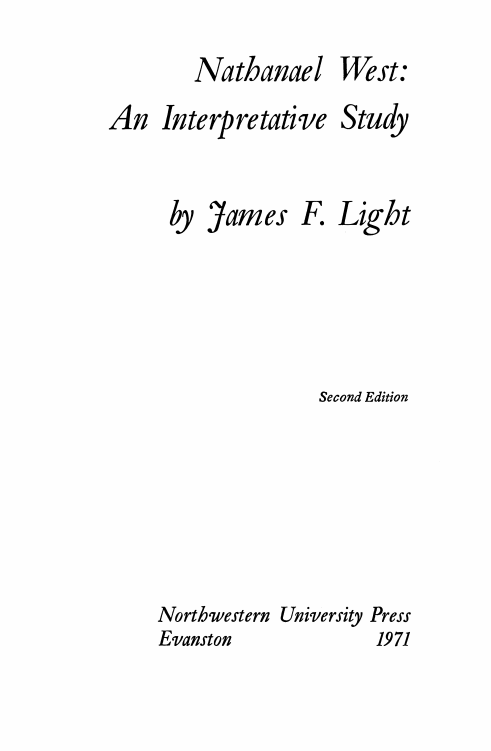 Nathanael West:
An Interpretative Study
by James F. Light
Second Edition
Northwestern University Press
Evanston 1971